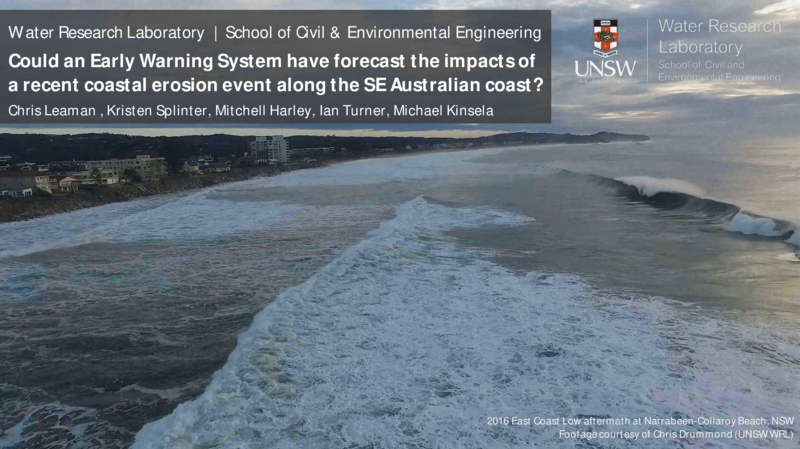 Water Research Laboratory | School of Civil & Environmental Engineering
Could an Early Warning System have forecast the impacts of
a recent coastal erosion event along the SE Australian coast?
Chris Leaman , Kristen Splinter, Mitchell Harley, Ian Turner, Michael Kinsela
UNSW
Water Research
Laboratory
School of Civil and
Environmental Engineering
2016 East Coast Low aftermath at Narrabeen-Collaroy Beach, NSW
Footage courtesy of Chris Drummond (UNSW WRL)